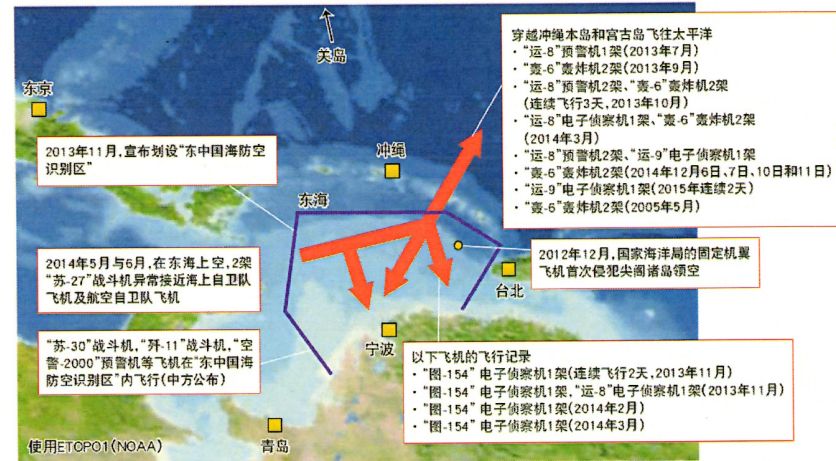 关岛
东京
冲绳
东海
台北
宁波
青岛
穿越冲绳本岛和宫古岛飞往太平洋
·“运-8”预警机1架(2013年7月)
·“轰-6”轰炸机2架(2013年9月)
·“运-8”预警机2架、“轰-6”轰炸机2架
(连续飞行3天,2013年10月)
·“运-8”电子侦察机1架、“轰-6”轰炸机2架
(2014年3月)
·“运-8”预警机2架、“运-9”电子侦察机1架
·“轰-6”轰炸机2架(2014年12月6日、7日、10日和11日)
·“运-9”电子侦察机1架(2015年连续2天)
·“轰-6”轰炸机2架(2005年5月)
2013年11月,宣布划设“东中国海防空
识别区”
2014年5月与6月,在东海上空,2架
“苏-27”战斗机异常接近海上自卫队
飞机及航空自卫队飞机
2012年12月,国家海洋局的固定机翼
飞机首次侵犯尖阁诸岛领空
“苏-30”战斗机,“歼-11”战斗机,“空
警-2000”预警机等飞机在“东中国海
防空识别区”内飞行(中方公布)
以下飞机的飞行记录
·“图-154”电子侦察机1架(连续飞行2天,2013年11月)
·“图-154”电子侦察机1架,“运-8”电子侦察机1架(2013年11月)
·“图-154”电子侦察机1架(2014年2月)
·“图-154”电子侦察机1架(2014年3月)
使用ETOPO1(NOAA)